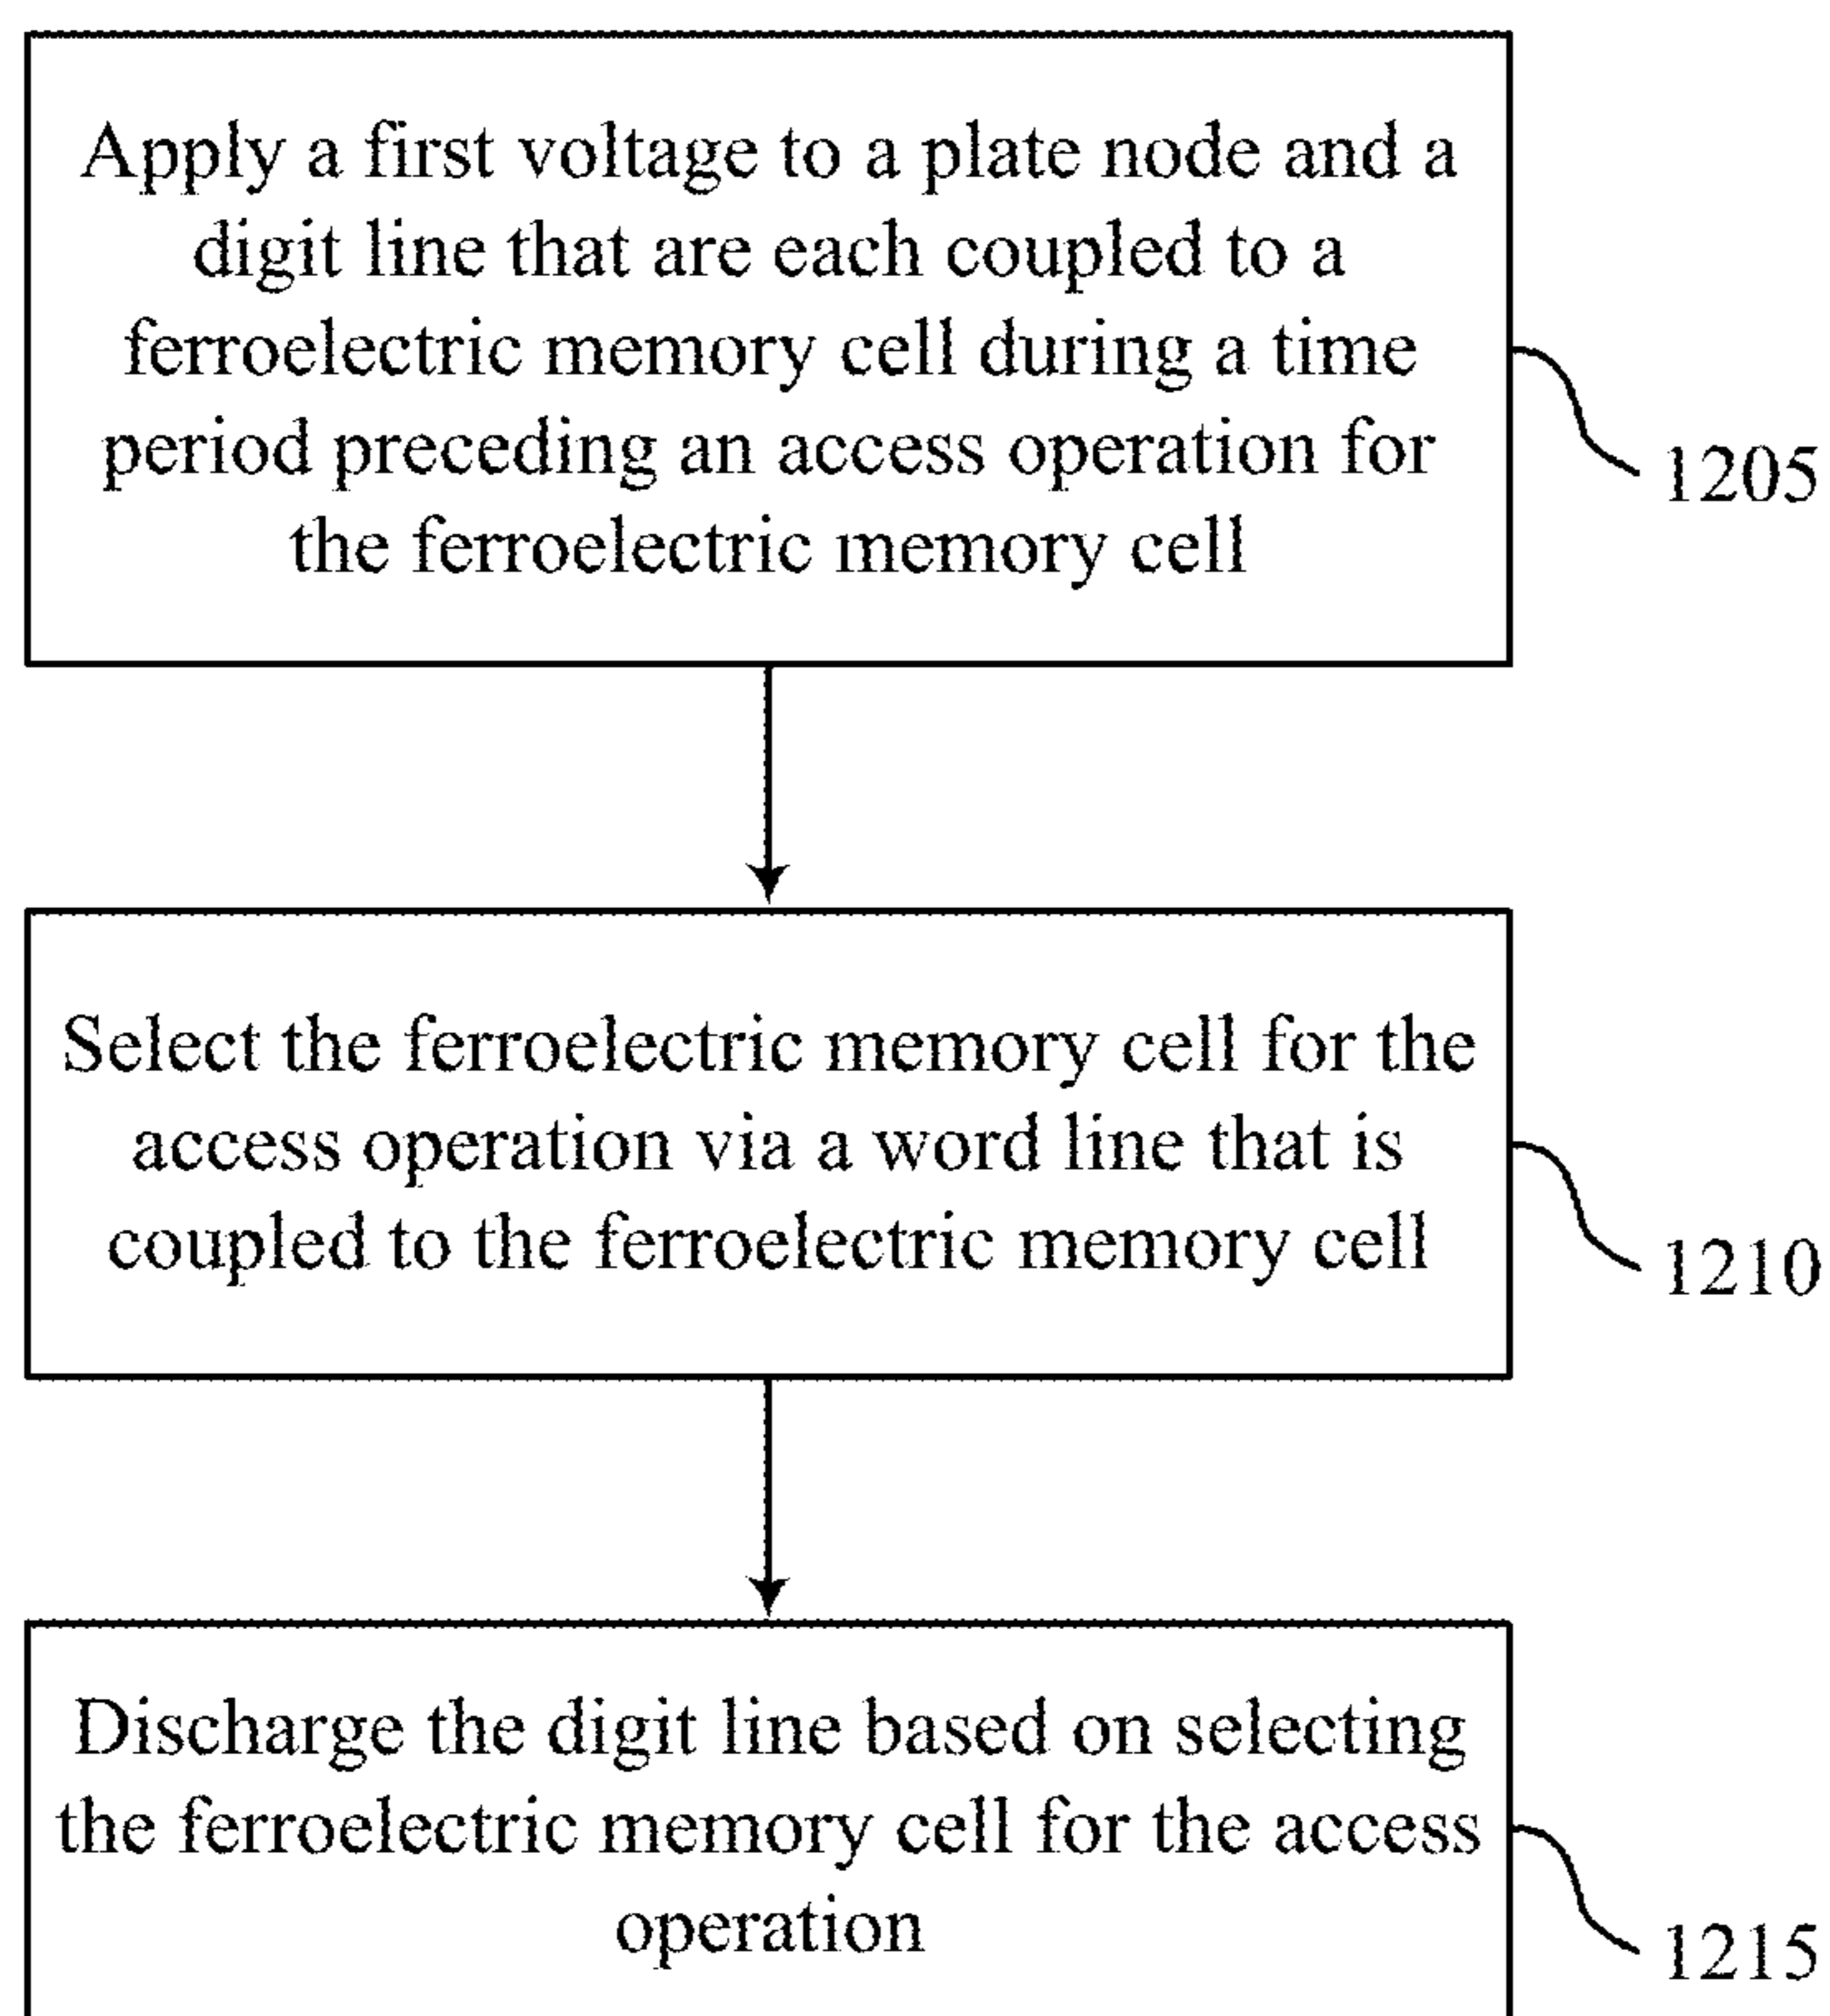 Apply a first voltage to a plate node and a
digit line that are each coupled to a
ferroelectric memory cell during a time
period preceding an access operation for
the ferroelectric memory cell
1205
Select the ferroelectric memory cell for the
access operation via a word line that is
coupled to the ferroelectric memory cell
1210
Discharge the digit line based on selecting
the ferroelectric memory cell for the access
operation
1215